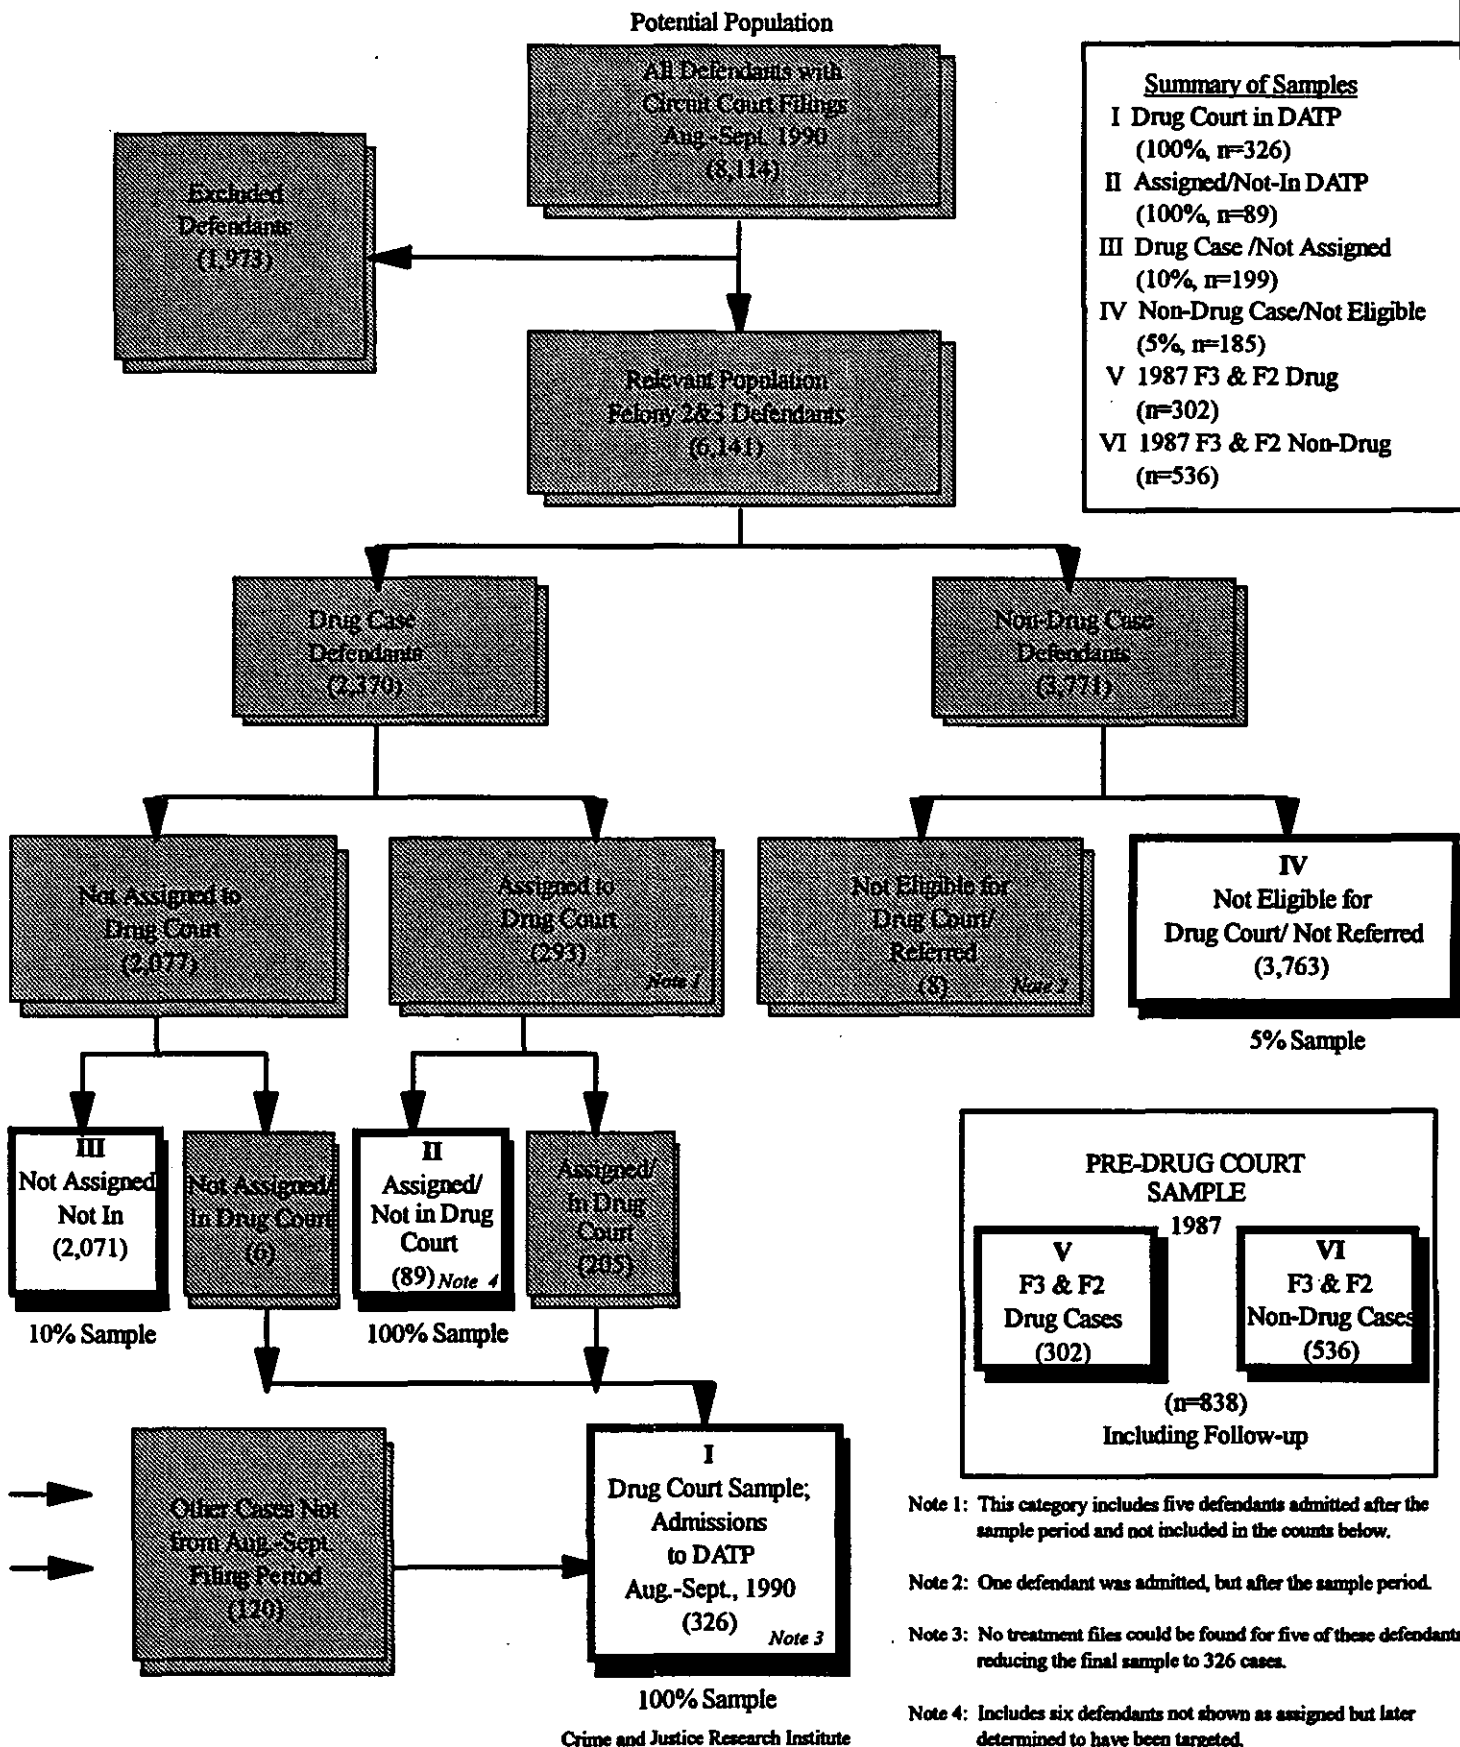 Potential Population
All Defendants with
Circuit Court Filings
Aug.-Sept. 1990
(8,114)
Excluded
Defendants
(1,973)
Summary of Samples
I Drug Court in DATP
(100%, n=326)
II Assigned/Not-In DATP
(100%, n=89)
III Drug Case /Not Assigned
(10%, n=199)
IV Non-Drug Case/Not Eligible
(5%, n=185)
V 1987 F3 & F2 Drug
(n=302)
VI 1987 F3 & F2 Non-Drug
(n=536)
Relevant Population
Felony 2&3 Defendants
(6,141)
Drug Case
Defendants
(2,370)
Non-Drug Case
Defendants
(3,771)
Not Assigned to
Drug Court
(2,077)
Assigned to
Drug Court
(293)
Note 1
Not Eligible for
Drug Court/
Referred
(8)
Note 2
IV
Not Eligible for
Drug Court/ Not Referred
(3,763)
5% Sample
III
Not Assigned
Not In
(2,071)
10% Sample
Not Assigned/
In Drug Court
(6)
II
Assigned/
Not in Drug
Court
(89) Note 4
100% Sample
Assigned/
In Drug
Court
(205)
PRE-DRUG COURT
SAMPLE
1987
V
F3 & F2
Drug Cases
(302)
VI
F3 & F2
Non-Drug Cases
(536)
(n=838)
Including Follow-up
Other Cases Not
from Aug.-Sept.
Filing Period
(120)
I
Drug Court Sample;
Admissions
to DATP
Aug.-Sept., 1990
(326)
Note 3
100% Sample
Note 1: This category includes five defendants admitted after the
sample period and not included in the counts below.
Note 2: One defendant was admitted, but after the sample period.
Note 3: No treatment files could be found for five of these defendants
reducing the final sample to 326 cases.
Note 4: Includes six defendants not shown as assigned but later
determined to have been targeted.
Crime and Justice Research Institute